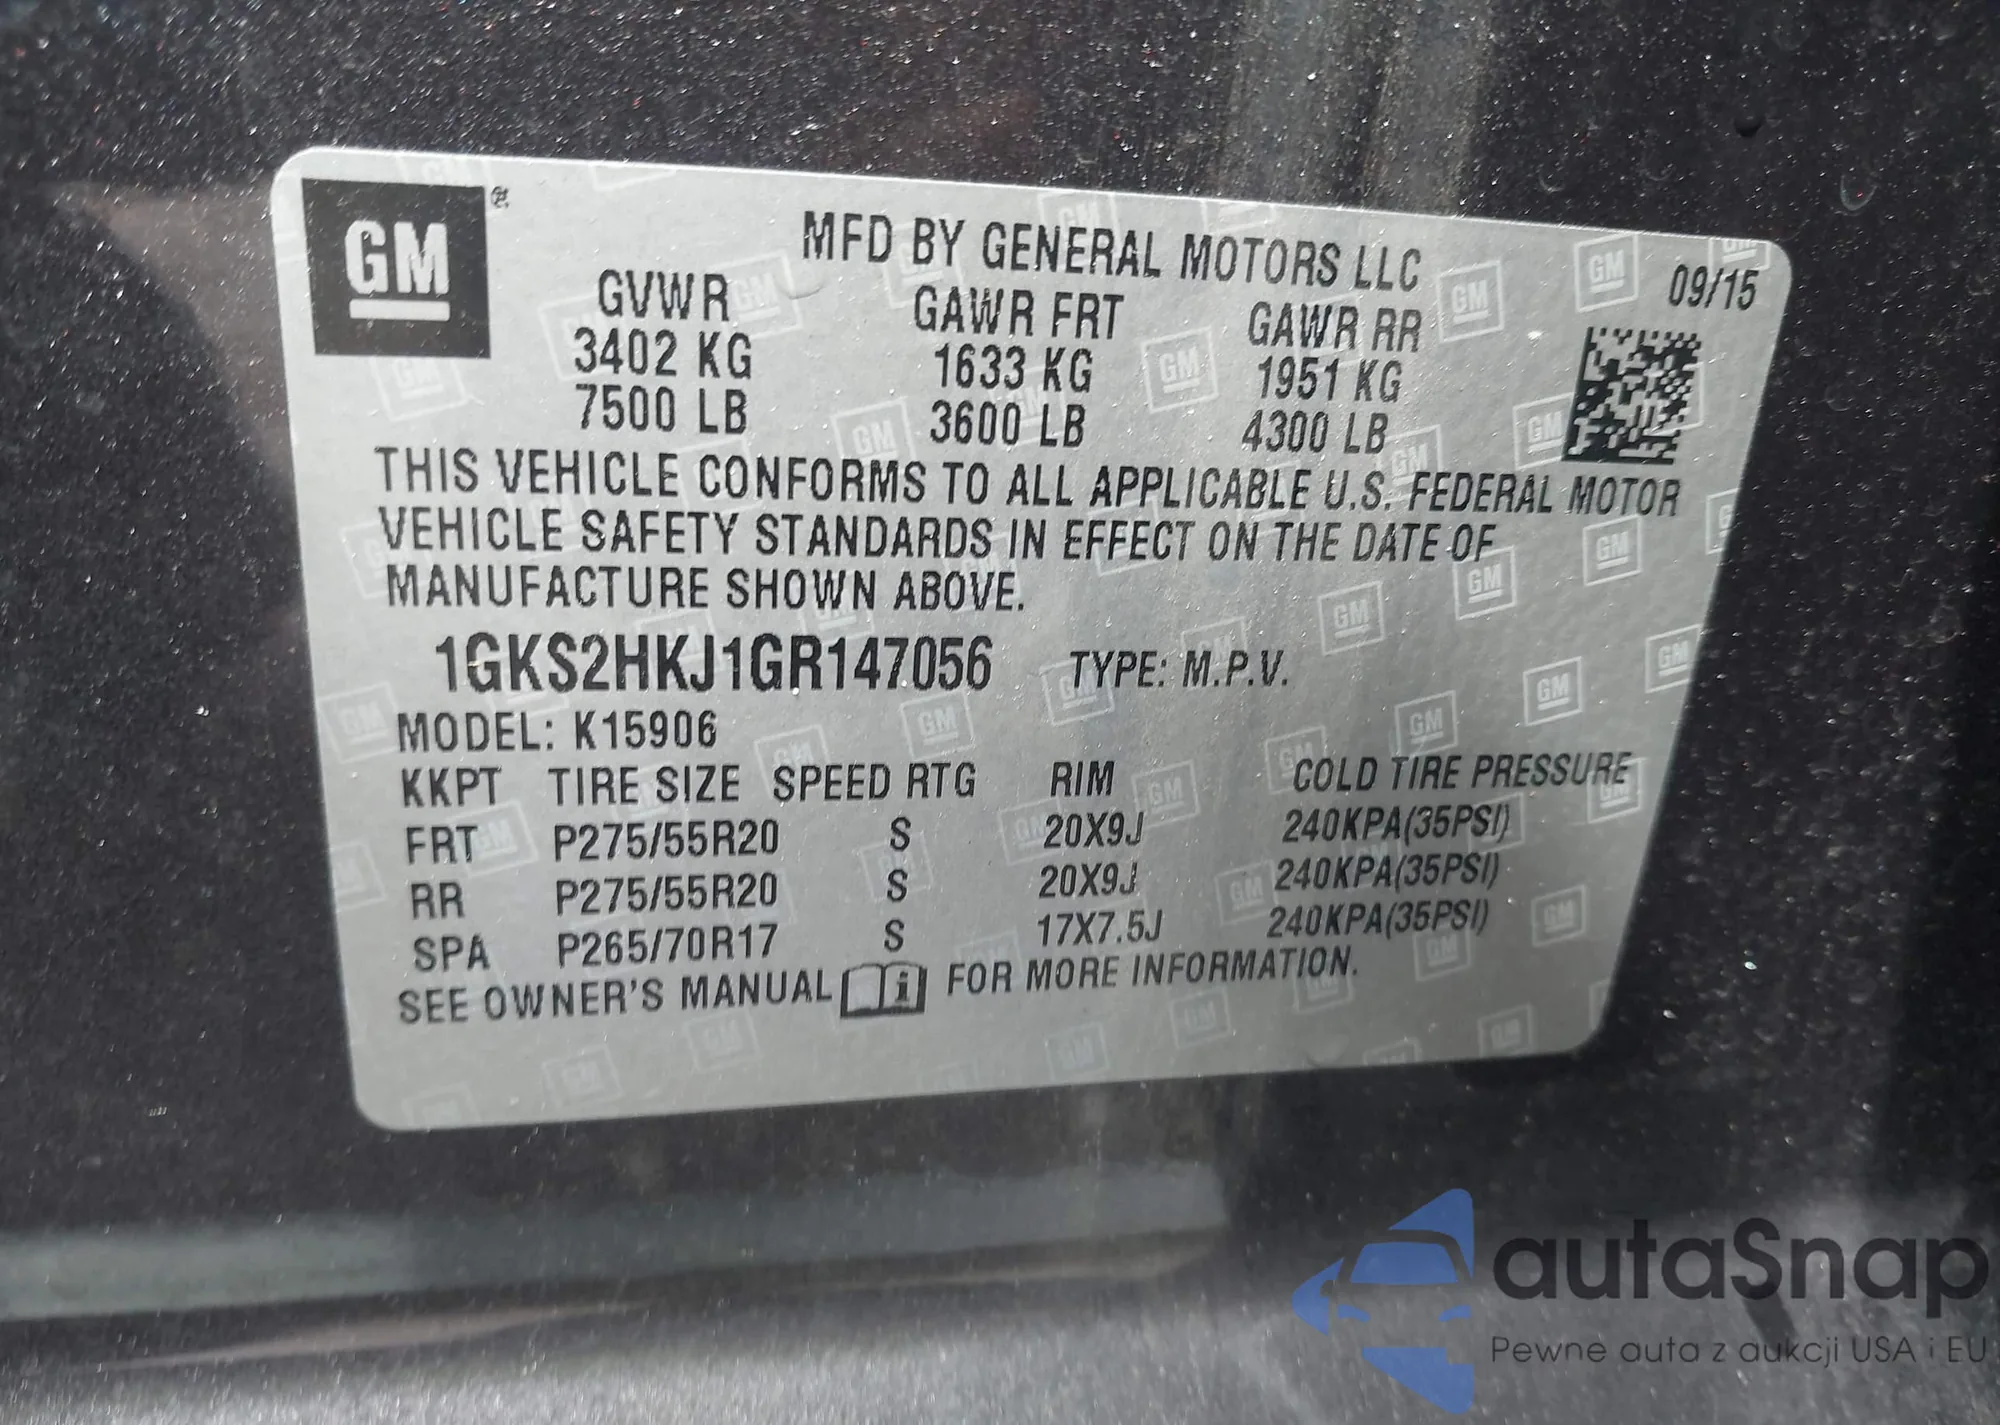 GM
MFD BY GENERAL MOTORS LLC
09/15
GVWR GAWR FRT GAWR RR
3402 KG 1633 KG 1951 KG
7500 LB 3600 LB 4300 LB
THIS VEHICLE CONFORMS TO ALL APPLICABLE U.S. FEDERAL MOTOR
VEHICLE SAFETY STANDARDS IN EFFECT ON THE DATE OF
MANUFACTURE SHOWN ABOVE.
1GKS2HKJ1GR147056 TYPE: M.P.V.
MODEL: K15906
KKPT TIRE SIZE SPEED RTG RIM COLD TIRE PRESSURE
FRT P275/55R20 S 20X9J 240KPA(35PSI)
RR P275/55R20 S 20X9J 240KPA(35PSI)
SPA P265/70R17 S 17X7.5J 240KPA(35PSI)
SEE OWNER'S MANUAL i FOR MORE INFORMATION.
autaSnap
Pewne auta z aukcji USA i EU